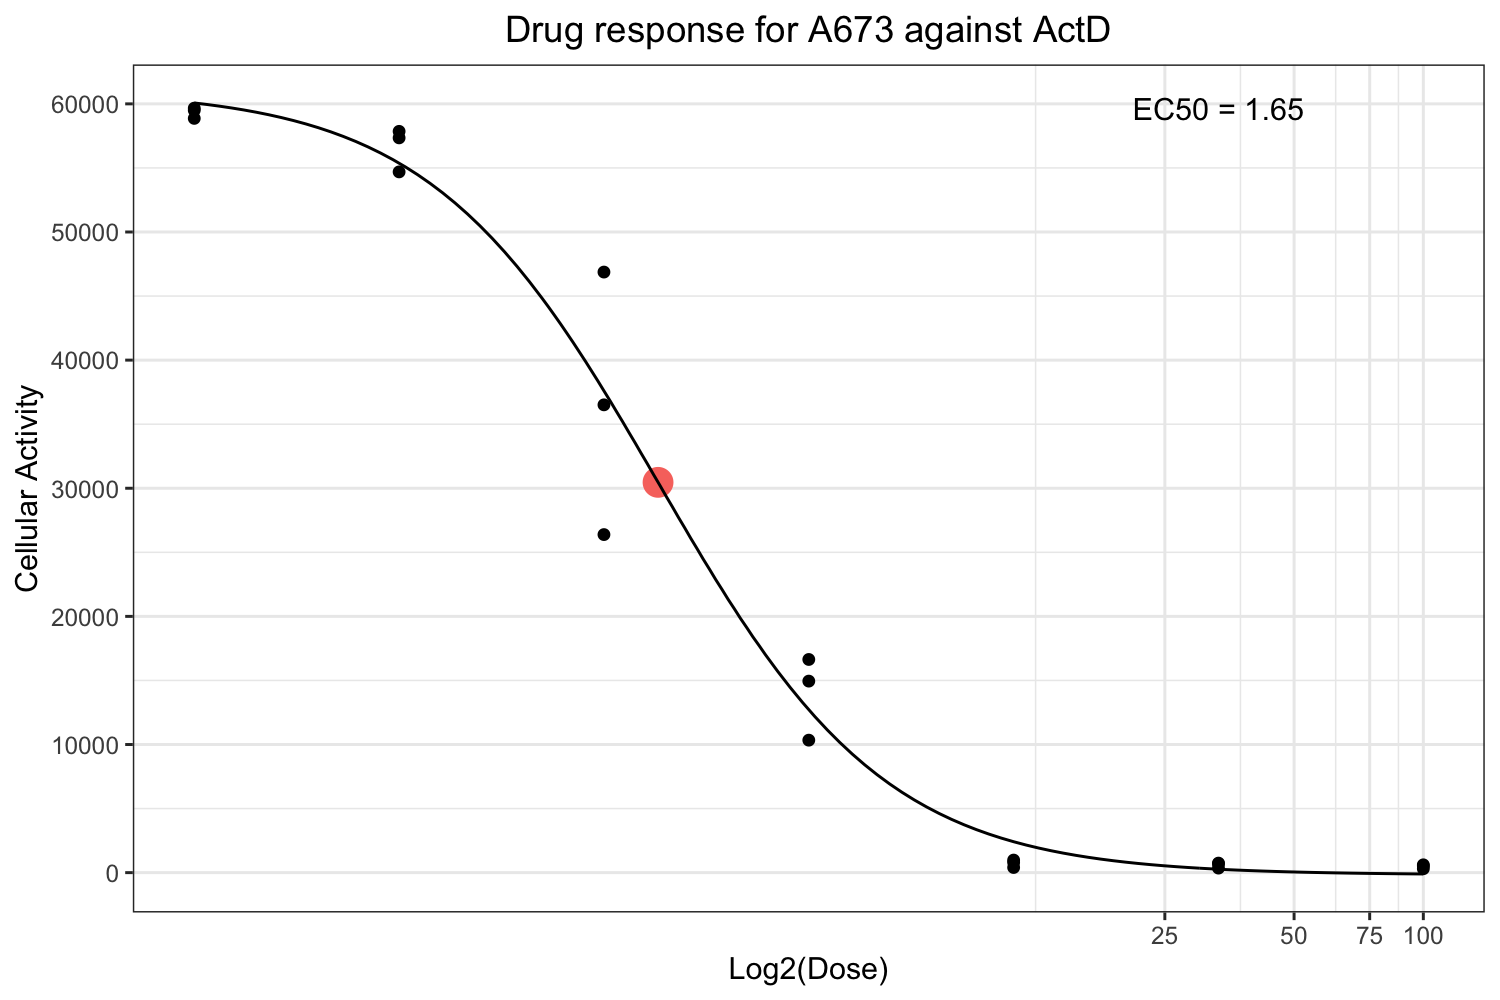 Drug response for A673 against ActD
EC50 = 1.65
60000
50000
40000
30000
20000
10000
0
Cellular Activity
25 50 75 100
Log2(Dose)